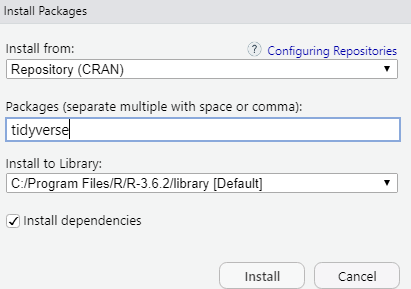 Install Packages
Install from:
? Configuring Repositories
Repository (CRAN)
Packages (separate multiple with space or comma):
tidyverse
Install to Library:
C:/Program Files/R/R-3.6.2/library [Default]
Install dependencies
Install
Cancel